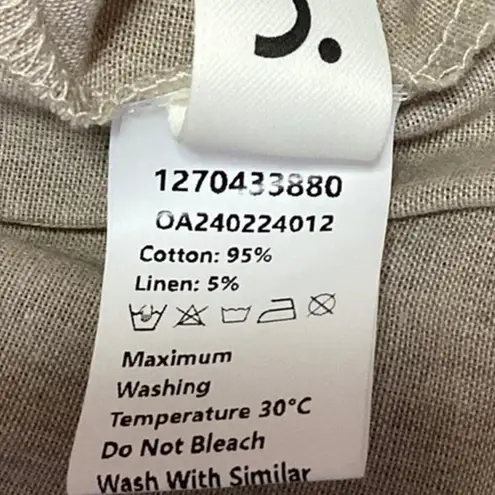 1270433880
OA240224012
Cotton: 95%
Linen: 5%
Maximum
Washing
Temperature 30°C
Do Not Bleach
Wash With Similar